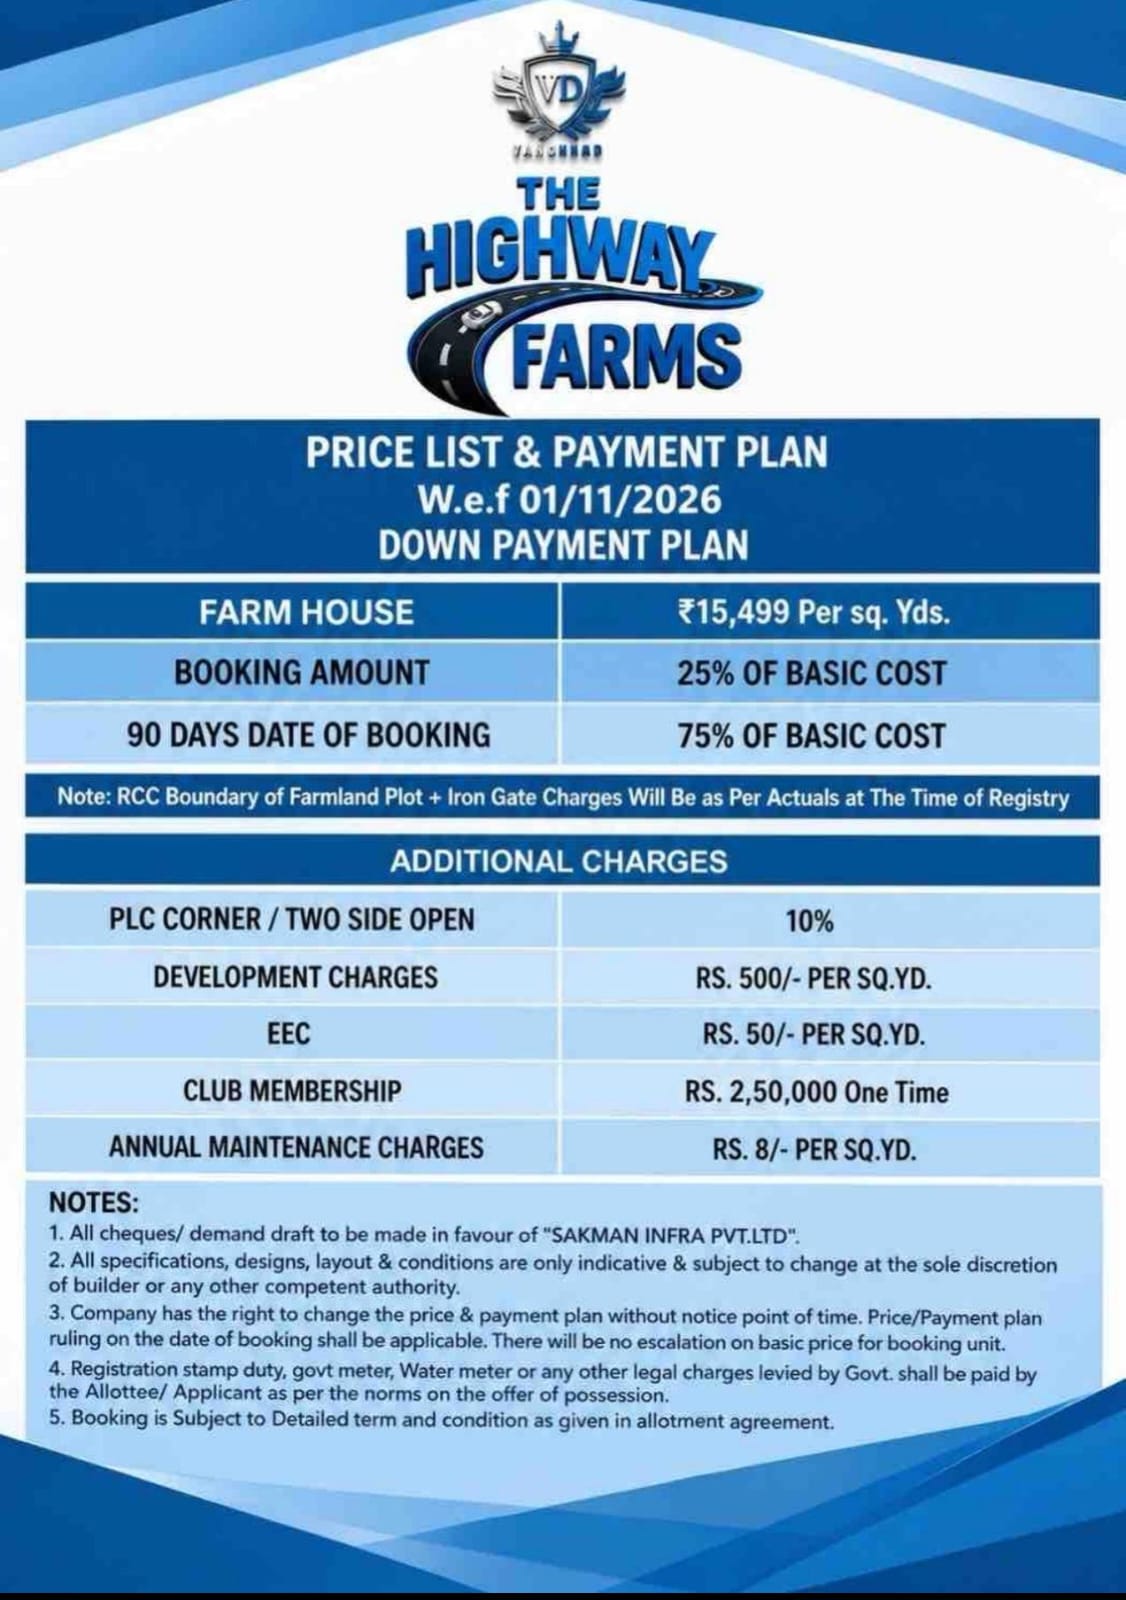 VD
THE
HIGHWAY
FARMS
PRICE LIST & PAYMENT PLAN
W.e.f 01/11/2026
DOWN PAYMENT PLAN
FARM HOUSE ₹15,499 Per sq. Yds.
BOOKING AMOUNT 25% OF BASIC COST
90 DAYS DATE OF BOOKING 75% OF BASIC COST
Note: RCC Boundary of Farmland Plot + Iron Gate Charges Will Be as Per Actuals at The Time of Registry
ADDITIONAL CHARGES
PLC CORNER / TWO SIDE OPEN 10%
DEVELOPMENT CHARGES RS. 500/- PER SQ.YD.
EEC RS. 50/- PER SQ.YD.
CLUB MEMBERSHIP RS. 2,50,000 One Time
ANNUAL MAINTENANCE CHARGES RS. 8/- PER SQ.YD.
NOTES:
1. All cheques/ demand draft to be made in favour of "SAKMAN INFRA PVT.LTD".
2. All specifications, designs, layout & conditions are only indicative & subject to change at the sole discretion
of builder or any other competent authority.
3. Company has the right to change the price & payment plan without notice point of time. Price/Payment plan
ruling on the date of booking shall be applicable. There will be no escalation on basic price for booking unit.
4. Registration stamp duty, govt meter, Water meter or any other legal charges levied by Govt. shall be paid by
the Allottee/ Applicant as per the norms on the offer of possession.
5. Booking is Subject to Detailed term and condition as given in allotment agreement.